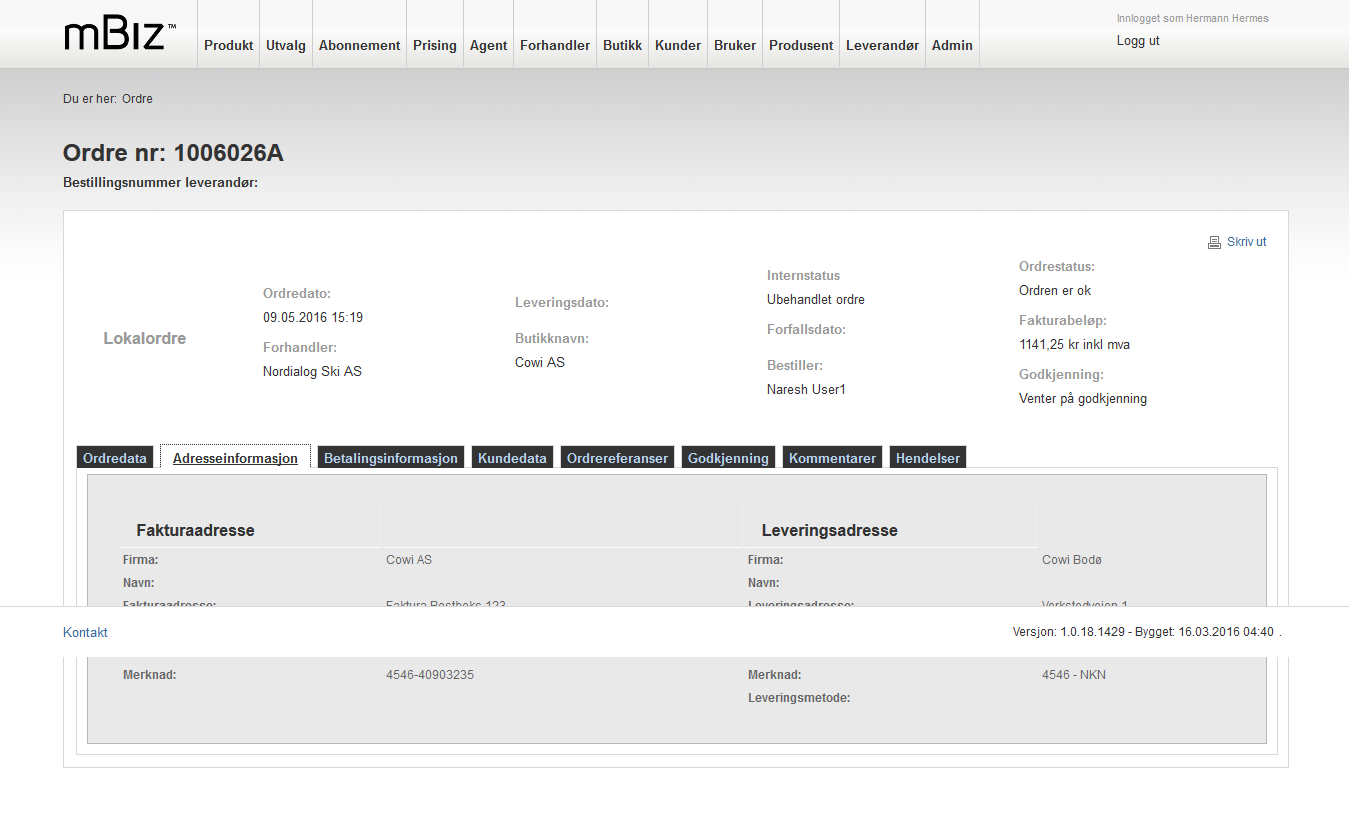 mBiz™
Produkt Utvalg Abonnement Prising Agent Forhandler Butikk Kunder Bruker Produsent Leverandør Admin
Innlogget som Hermann Hermes
Logg ut
Du er her: Ordre
Ordre nr: 1006026A
Bestillingsnummer leverandør:
Skriv ut
Lokalordre
Ordredato:
09.05.2016 15:19
Forhandler:
Nordialog Ski AS
Leveringsdato:
Butikknavn:
Cowi AS
Internstatus
Ubehandlet ordre
Forfallsdato:
Bestiller:
Naresh User1
Ordrestatus:
Ordren er ok
Fakturabeløp:
1141,25 kr inkl mva
Godkjenning:
Venter på godkjenning
Ordredata Adresseinformasjon Betalingsinformasjon Kundedata Ordrereferanser Godkjenning Kommentarer Hendelser
Fakturaadresse Leveringsadresse
Firma: Cowi AS Firma: Cowi Bodø
Navn: Navn:
Fakturaadresse: Faktura Postboks 123 Leveringsadresse: Verkstedveien 1
Kontakt Versjon: 1.0.18.1429 - Bygget: 16.03.2016 04:40 .
Merknad: 4546-40903235 Merknad: 4546 - NKN
Leveringsmetode: